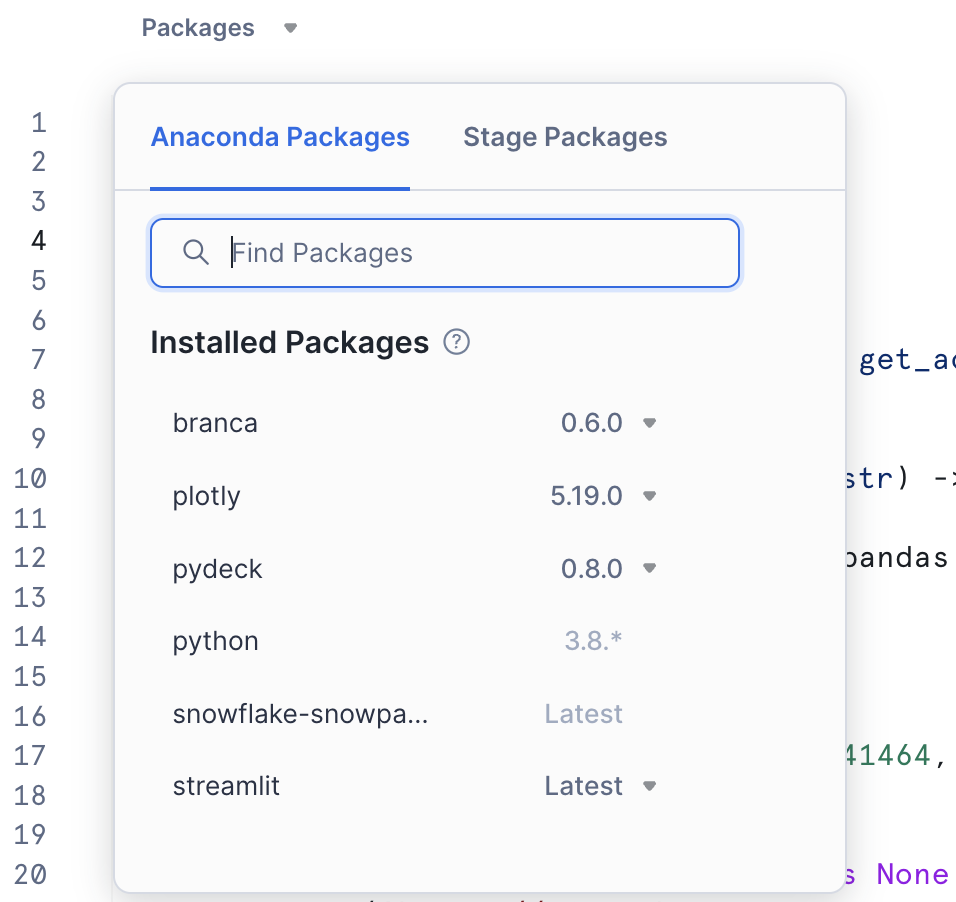 Packages
Anaconda Packages Stage Packages
Find Packages
Installed Packages ?
branca 0.6.0
plotly 5.19.0
pydeck 0.8.0
python 3.8.*
snowflake-snowpa... Latest
streamlit Latest
1
2
3
4
5
6
7 get_ac
8
9
10 str) ->
11
12 pandas
13
14
15
16
17 41464,
18
19
20 s None